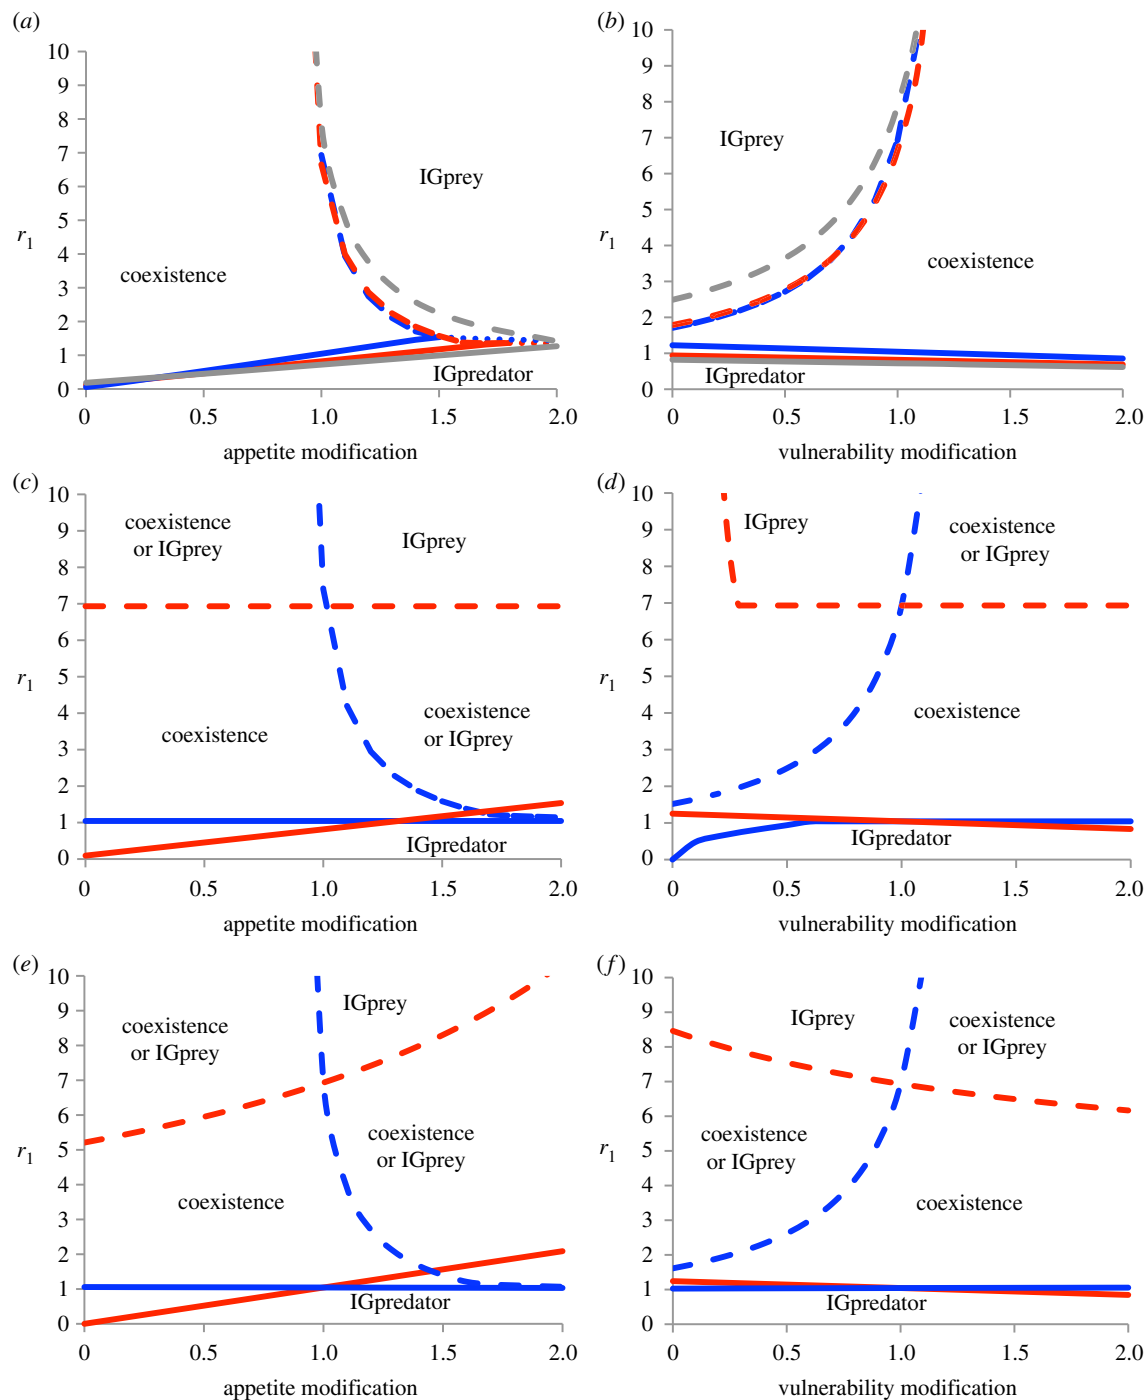 (a)
10
9
8
7
6
5
4
3
2
1
0
r1
IGprey
coexistence
IGpredator
0
0.5
1.0
1.5
2.0
appetite modification
(b)
10
9
8
7
6
5
4
3
2
1
0
r1
IGprey
coexistence
IGpredator
0
0.5
1.0
1.5
2.0
vulnerability modification
(c)
10
9
8
7
6
5
4
3
2
1
0
r1
coexistence
or IGprey
IGprey
coexistence
coexistence
or IGprey
IGpredator
0
0.5
1.0
1.5
2.0
appetite modification
(d)
10
9
8
7
6
5
4
3
2
1
0
r1
IGprey
coexistence
or IGprey
coexistence
IGpredator
0
0.5
1.0
1.5
2.0
vulnerability modification
(e)
10
9
8
7
6
5
4
3
2
1
0
r1
IGprey
coexistence
or IGprey
coexistence
or IGprey
coexistence
IGpredator
0
0.5
1.0
1.5
2.0
appetite modification
(f)
10
9
8
7
6
5
4
3
2
1
0
r1
IGprey
coexistence
or IGprey
coexistence
or IGprey
coexistence
IGpredator
0
0.5
1.0
1.5
2.0
vulnerability modification